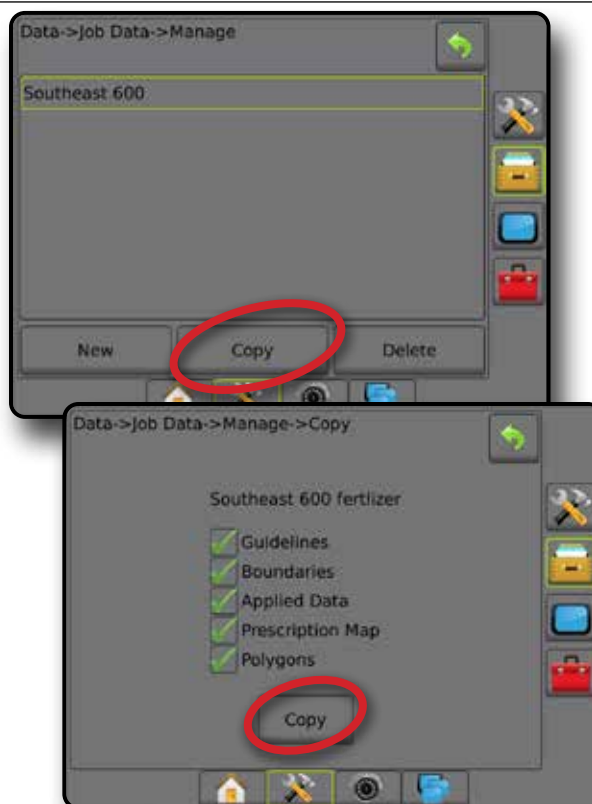 Data->Job Data->Manage
Southeast 600
New Copy Delete
Data->Job Data->Manage->Copy
Southeast 600 fertlizer
Guidelines
Boundaries
Applied Data
Prescription Map
Polygons
Copy